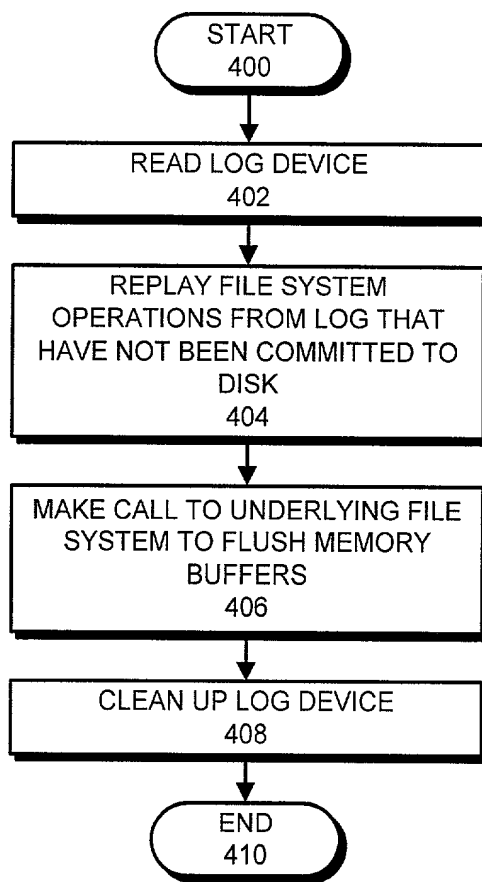 START
400
READ LOG DEVICE
402
REPLAY FILE SYSTEM
OPERATIONS FROM LOG THAT
HAVE NOT BEEN COMMITTED TO
DISK
404
MAKE CALL TO UNDERLYING FILE
SYSTEM TO FLUSH MEMORY
BUFFERS
406
CLEAN UP LOG DEVICE
408
END
410